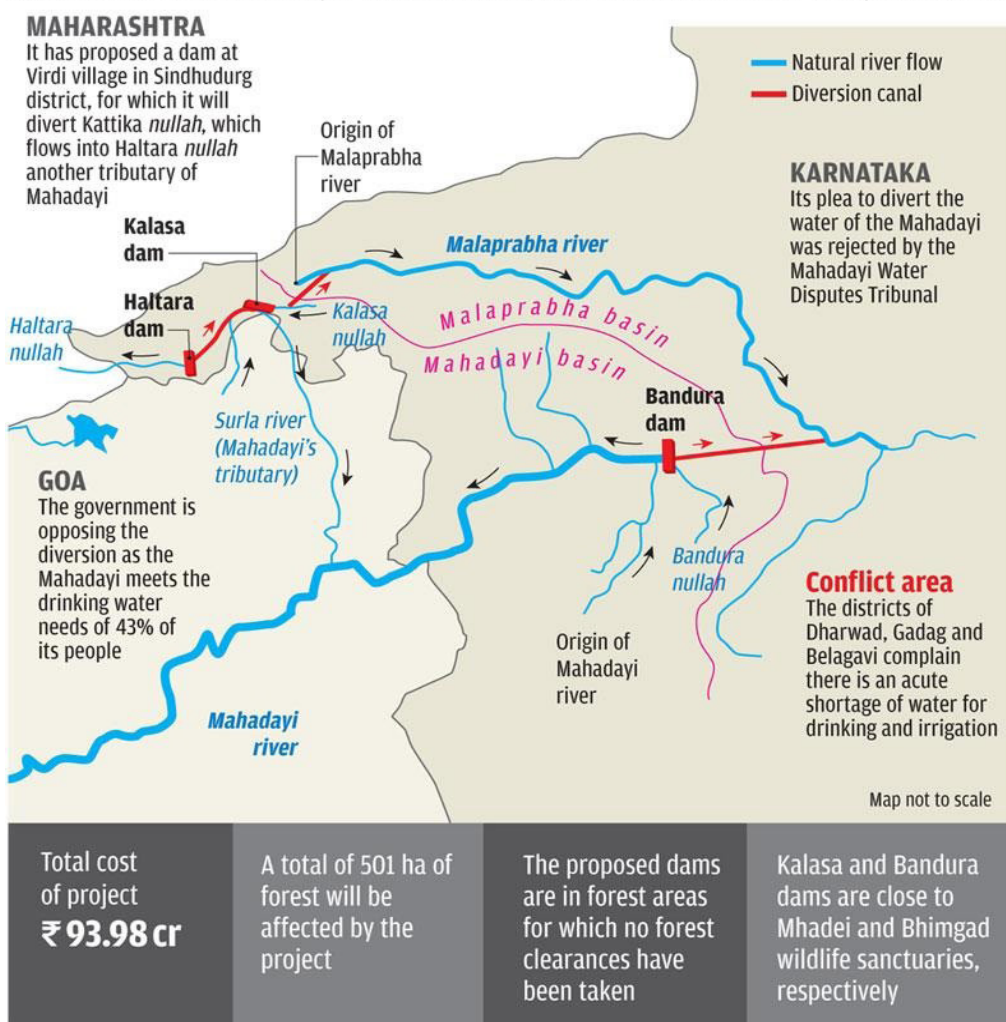 MAHARASHTRA
It has proposed a dam at
Virdi village in Sindhudurg
district, for which it will
divert Kattika nullah, which
flows into Haltara nullah
another tributary of
Mahadayi
Natural river flow
Diversion canal
Origin of
Malaprabha
river
KARNATAKA
Its plea to divert the
water of the Mahadayi
was rejected by the
Mahadayi Water
Disputes Tribunal
Kalasa
dam
Malaprabha river
Haltara
dam
Haltara
nullah
Kalasa
nullah
Malaprabha basin
Mahadayi basin
Bandura
dam
Surla river
(Mahadayi's
tributary)
GOA
The government is
opposing the
diversion as the
Mahadayi meets the
drinking water
needs of 43% of
its people
Bandura
nullah
Origin of
Mahadayi
river
Conflict area
The districts of
Dharwad, Gadag and
Belagavi complain
there is an acute
shortage of water for
drinking and irrigation
Mahadayi
river
Map not to scale
Total cost
of project
₹ 93.98 cr
A total of 501 ha of
forest will be
affected by the
project
The proposed dams
are in forest areas
for which no forest
clearances have
been taken
Kalasa and Bandura
dams are close to
Mhadei and Bhimgad
wildlife sanctuaries,
respectively